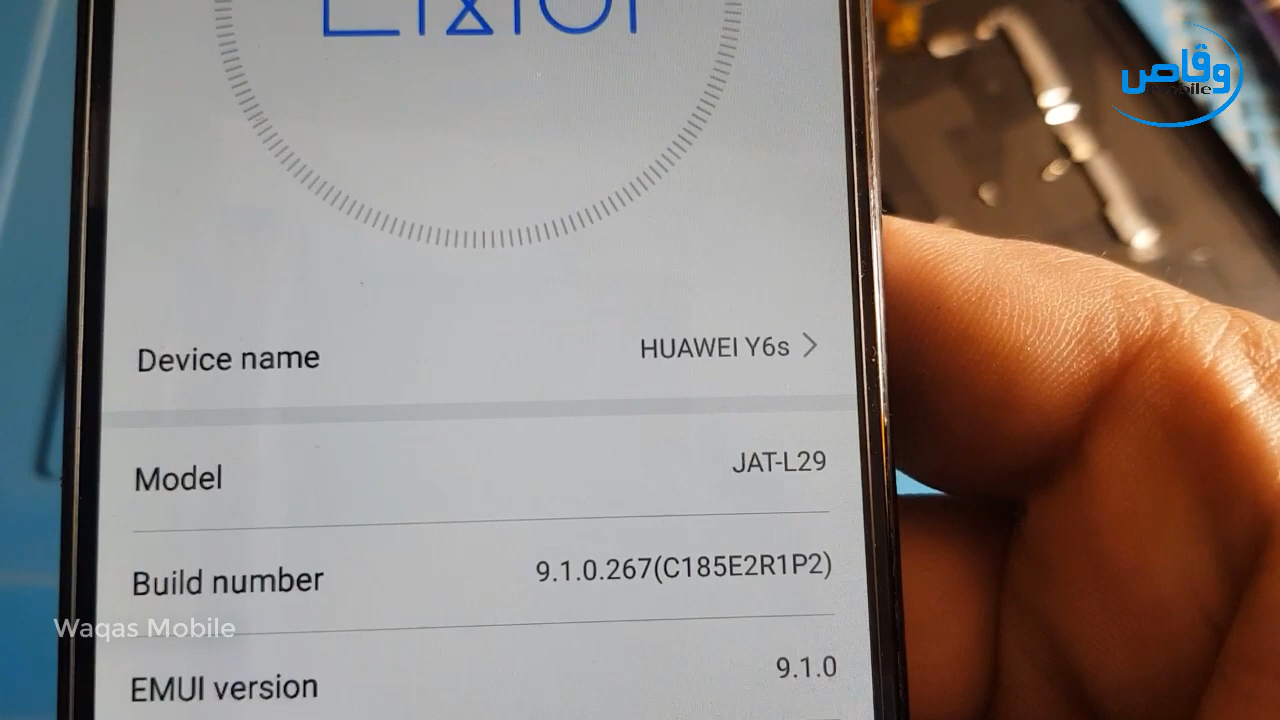 وقاص
Mobile
Device name HUAWEI Y6s
Model JAT-L29
Build number 9.1.0.267(C185E2R1P2)
Waqas Mobile
EMUI version 9.1.0